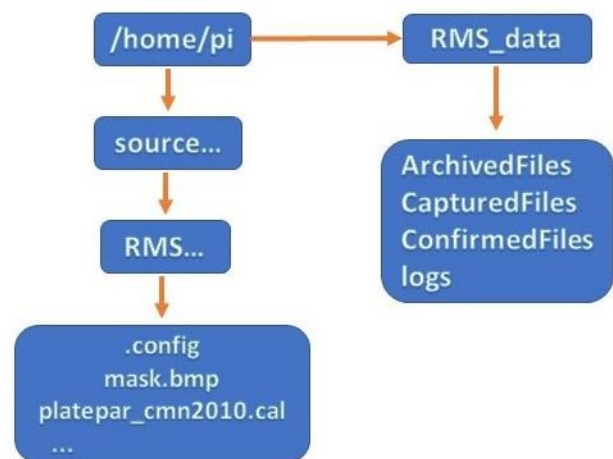 /home/pi
RMS_data
source...
RMS...
ArchivedFiles
CapturedFiles
ConfirmedFiles
logs
.config
mask.bmp
platepar_cmn2010.cal
...